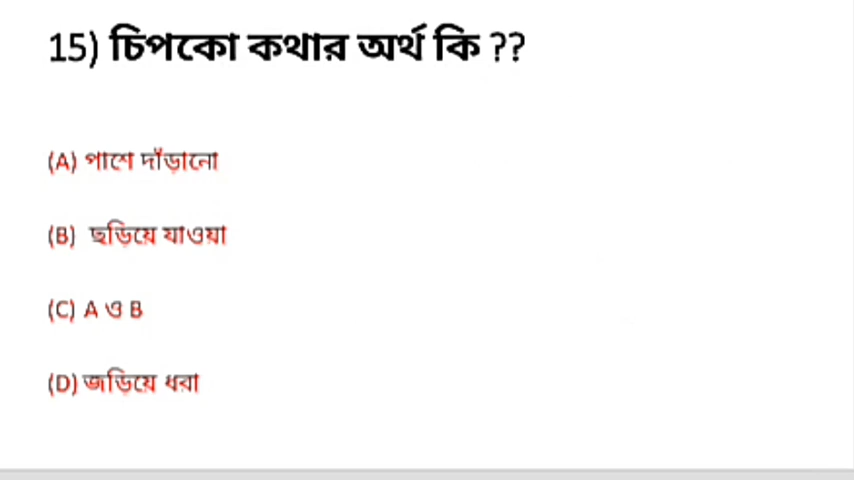 15) চিপকো কথার অর্থ কি ??
(A) পাশে দাঁড়ানো
(B) ছড়িয়ে যাওয়া
(C) A ও B
(D) জড়িয়ে ধরা